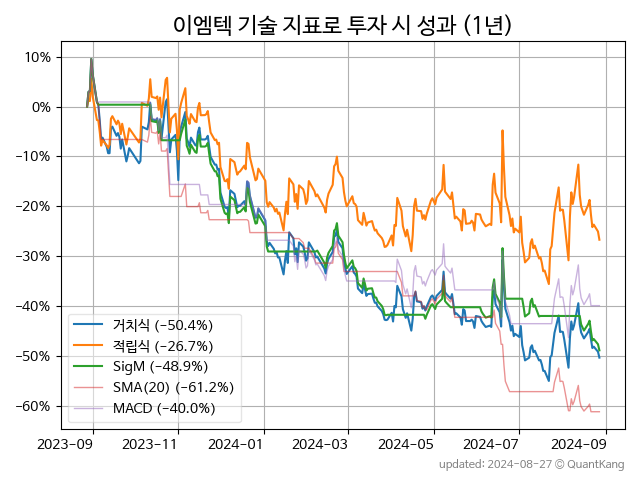 이엠텍 기술 지표로 투자 시 성과 (1년)
10%
0%
−10%
−20%
−30%
−40%
−50%
−60%
거치식 (−50.4%)
적립식 (−26.7%)
SigM (−48.9%)
SMA(20) (−61.2%)
MACD (−40.0%)
2023-09 2023-11 2024-01 2024-03 2024-05 2024-07 2024-09
updated: 2024-08-27 © QuantKang